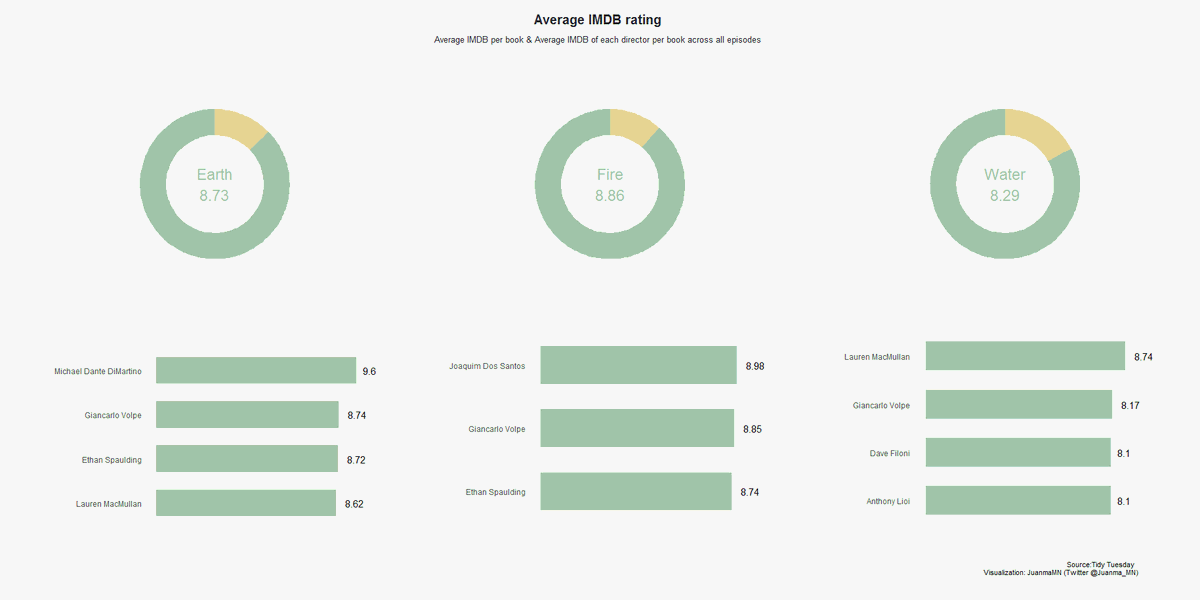 Average IMDB rating
Average IMDB per book & Average IMDB of each director per book across all episodes
Earth
8.73
Fire
8.86
Water
8.29
Michael Dante DiMartino 9.6
Giancarlo Volpe 8.74
Ethan Spaulding 8.72
Lauren MacMullan 8.62
Joaquim Dos Santos 8.98
Giancarlo Volpe 8.85
Ethan Spaulding 8.74
Lauren MacMullan 8.74
Giancarlo Volpe 8.17
Dave Filoni 8.1
Anthony Lioi 8.1
Source:Tidy Tuesday
Visualization: JuanmaMN (Twitter @Juanma_MN)